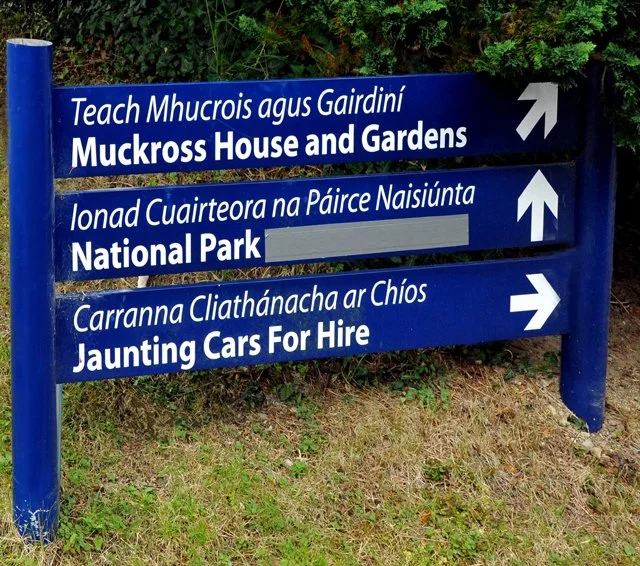 Teach Mhucrois agus Gairdiní
Muckross House and Gardens
Ionad Cuairteora na Páirce Naisiúnta
National Park
Carranna Cliathánacha ar Chíos
Jaunting Cars For Hire